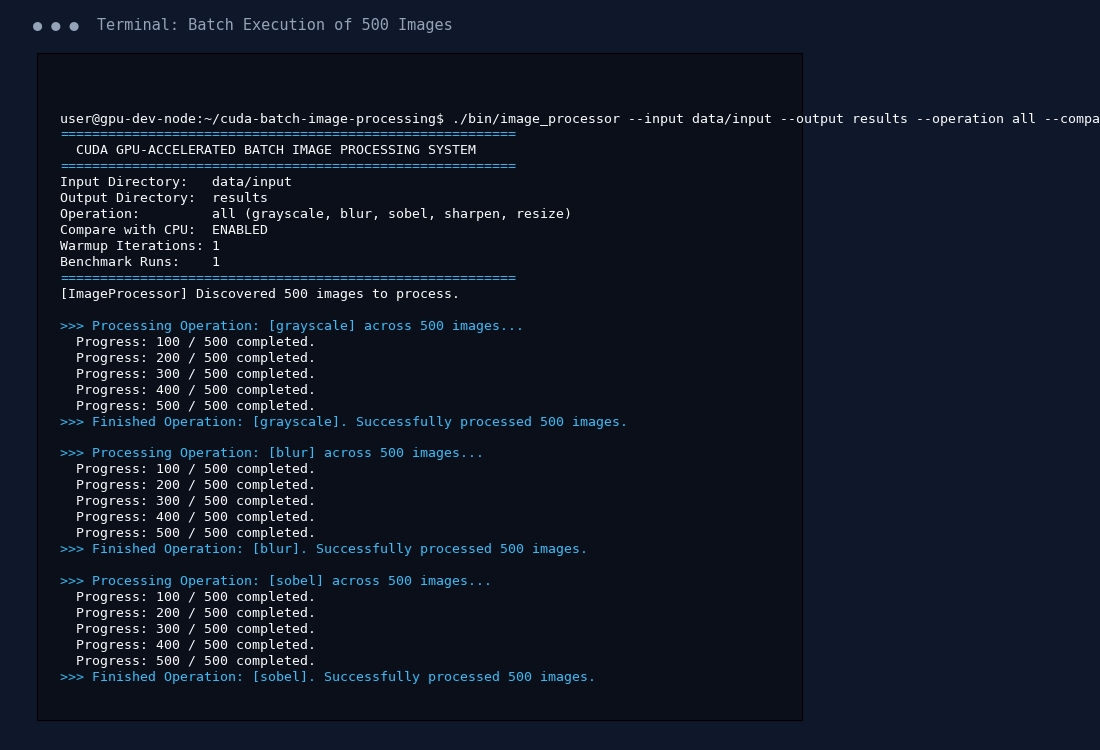 ● ● ● Terminal: Batch Execution of 500 Images
user@gpu-dev-node:~/cuda-batch-image-processing$ ./bin/image_processor --input data/input --output results --operation all --compa
=========================================================
CUDA GPU-ACCELERATED BATCH IMAGE PROCESSING SYSTEM
=========================================================
Input Directory:   data/input
Output Directory:  results
Operation:         all (grayscale, blur, sobel, sharpen, resize)
Compare with CPU:  ENABLED
Warmup Iterations: 1
Benchmark Runs:    1
=========================================================
[ImageProcessor] Discovered 500 images to process.
>>> Processing Operation: [grayscale] across 500 images...
Progress: 100 / 500 completed.
Progress: 200 / 500 completed.
Progress: 300 / 500 completed.
Progress: 400 / 500 completed.
Progress: 500 / 500 completed.
>>> Finished Operation: [grayscale]. Successfully processed 500 images.
>>> Processing Operation: [blur] across 500 images...
Progress: 100 / 500 completed.
Progress: 200 / 500 completed.
Progress: 300 / 500 completed.
Progress: 400 / 500 completed.
Progress: 500 / 500 completed.
>>> Finished Operation: [blur]. Successfully processed 500 images.
>>> Processing Operation: [sobel] across 500 images...
Progress: 100 / 500 completed.
Progress: 200 / 500 completed.
Progress: 300 / 500 completed.
Progress: 400 / 500 completed.
Progress: 500 / 500 completed.
>>> Finished Operation: [sobel]. Successfully processed 500 images.